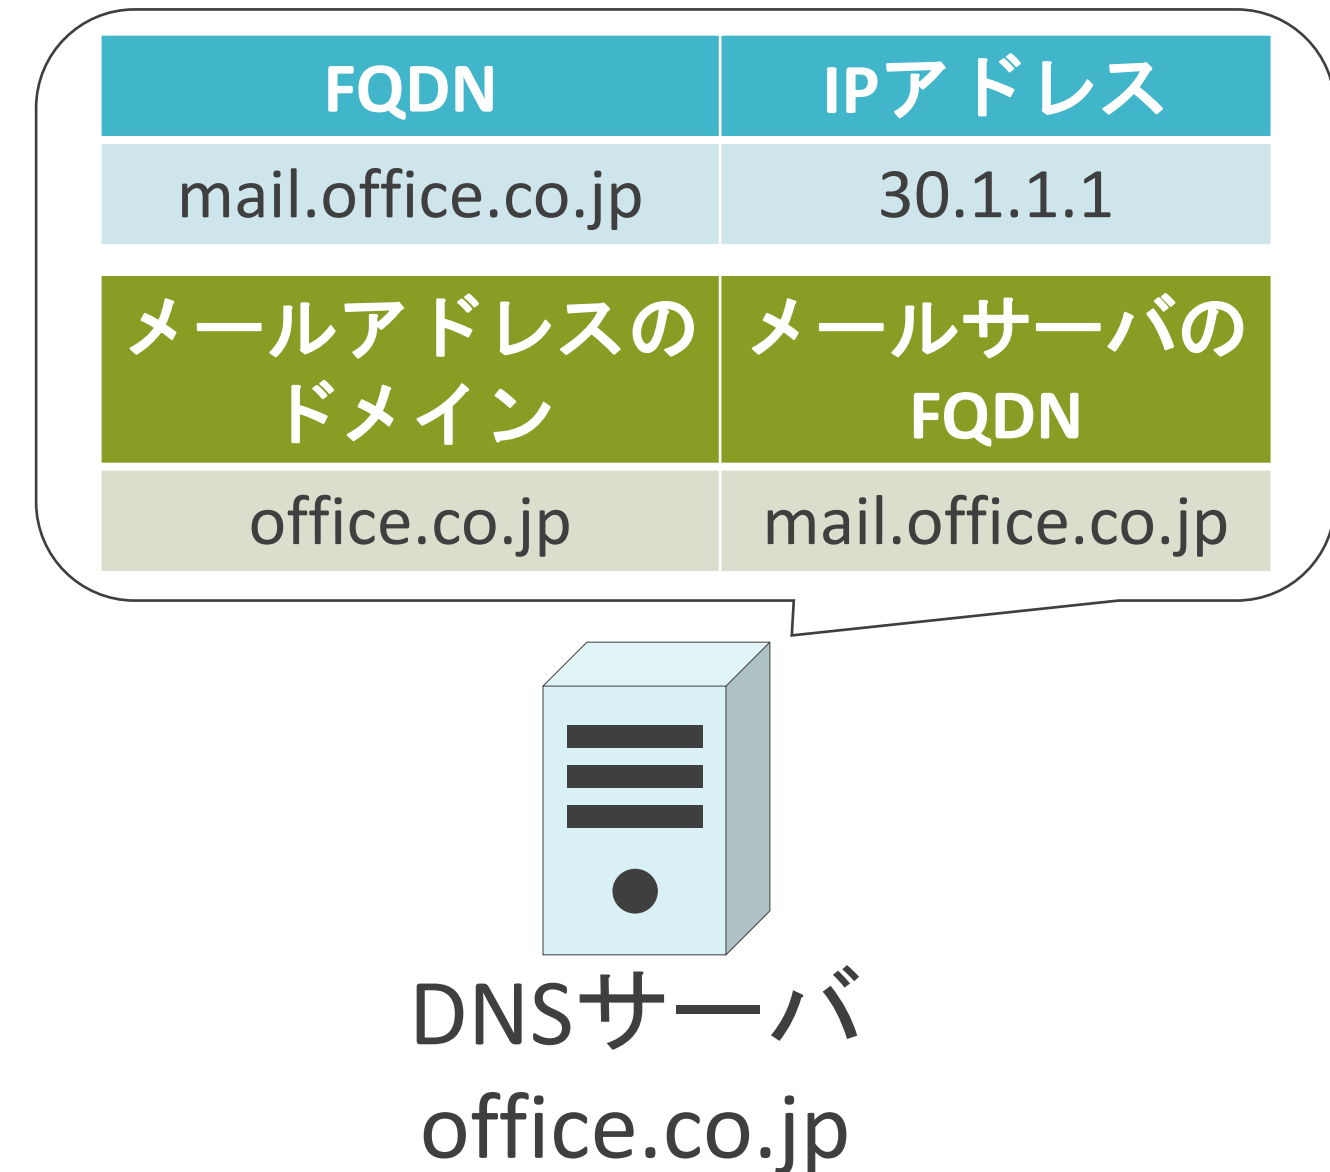 FQDN IPアドレス
mail.office.co.jp 30.1.1.1
メールアドレスの メールサーバの
ドメイン FQDN
office.co.jp mail.office.co.jp
DNSサーバ
office.co.jp